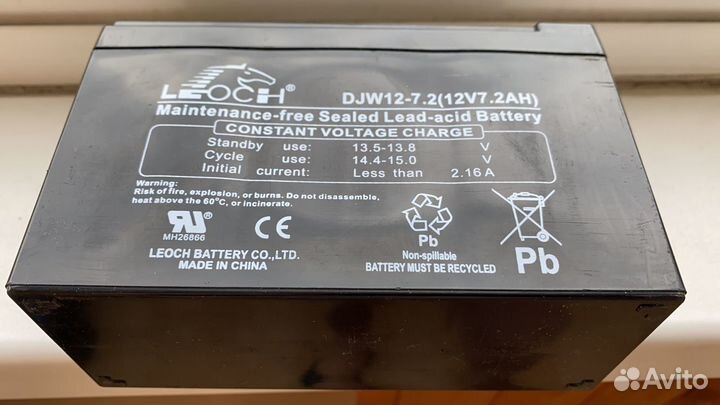 LEOCH DJW12-7.2(12V7.2AH)
Maintenance-free Sealed Lead-acid Battery
CONSTANT VOLTAGE CHARGE
Standby use: 13.5-13.8 V
Cycle use: 14.4-15.0 V
Initial current: Less than 2.16A
Warning:
Risk of fire, explosion, or burns. Do not disassemble,
heat above the 60°C, or incinerate.
RU CE
MH26866
LEOCH BATTERY CO.,LTD.
MADE IN CHINA
Pb
Non-spillable
BATTERY MUST BE RECYCLED
Pb
Avito